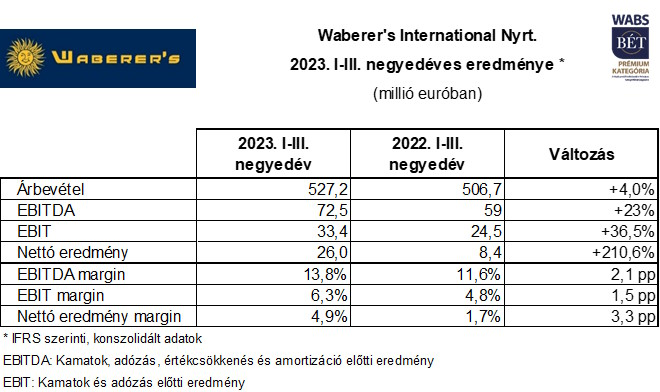 WABERER'S
Waberer's International Nyrt.
2023. I-III. negyedéves eredménye *
(millió euróban)
WABS
BÉT
PRÉMIUM
KATEGÓRIA
2023. I-III. negyedév 2022. I-III. negyedév Változás
Árbevétel 527,2 506,7 +4,0%
EBITDA 72,5 59 +23%
EBIT 33,4 24,5 +36,5%
Nettó eredmény 26,0 8,4 +210,6%
EBITDA margin 13,8% 11,6% 2,1 pp
EBIT margin 6,3% 4,8% 1,5 pp
Nettó eredmény margin 4,9% 1,7% 3,3 pp
* IFRS szerinti, konszolidált adatok
EBITDA: Kamatok, adózás, értékcsökkenés és amortizáció előtti eredmény
EBIT: Kamatok és adózás előtti eredmény